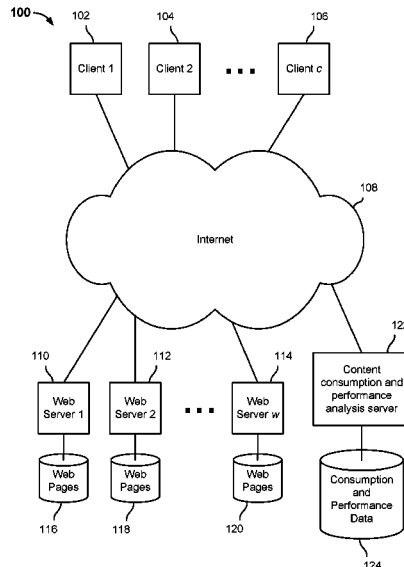 100
102
104
106
Client 1
Client 2
Client c
108
Internet
110
112
114
122
Web
Server 1
Web
Server 2
Web
Server w
Content
consumption and
performance
analysis server
Web
Pages
Web
Pages
Web
Pages
Consumption
and
Performance
Data
116
118
120
124